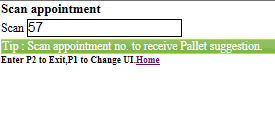 Scan appointment
Scan 57
Tip : Scan appointment no. to receive Pallet suggestion.
Enter P2 to Exit,P1 to Change UI.Home